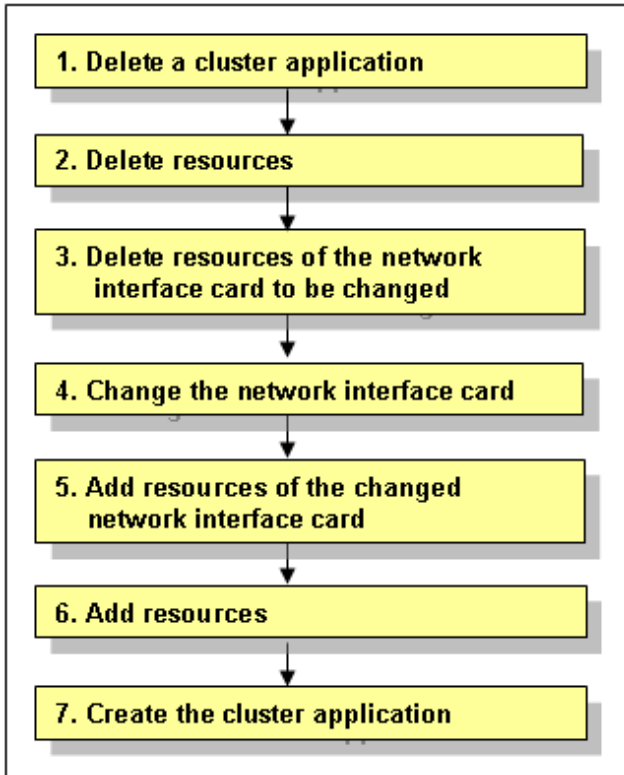 1. Delete a cluster application
2. Delete resources
3. Delete resources of the network
interface card to be changed
4. Change the network interface card
5. Add resources of the changed
network interface card
6. Add resources
7. Create the cluster application